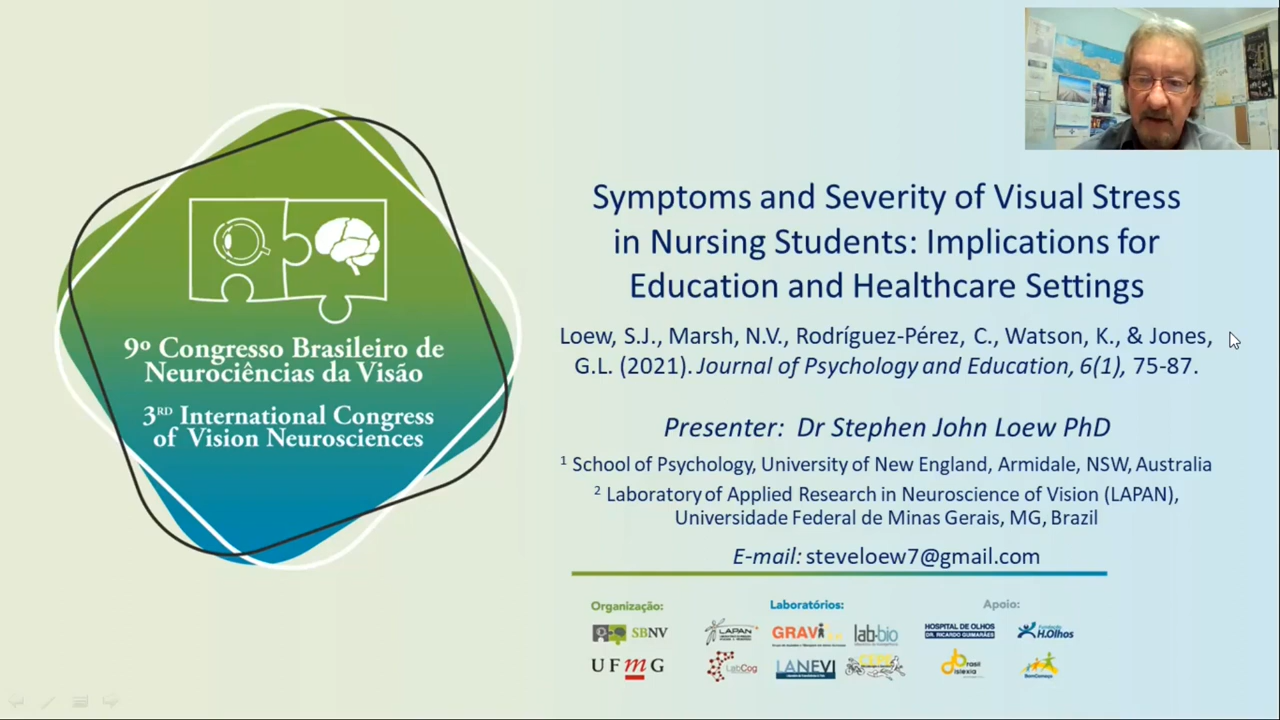 9º Congresso Brasileiro de
Neurociências da Visão
3RD International Congress
of Vision Neurosciences
Symptoms and Severity of Visual Stress
in Nursing Students: Implications for
Education and Healthcare Settings
Loew, S.J., Marsh, N.V., Rodríguez-Pérez, C., Watson, K., & Jones,
G.L. (2021). Journal of Psychology and Education, 6(1), 75-87.
Presenter: Dr Stephen John Loew PhD
1 School of Psychology, University of New England, Armidale, NSW, Australia
2 Laboratory of Applied Research in Neuroscience of Vision (LAPAN),
Universidade Federal de Minas Gerais, MG, Brazil
E-mail: steveloew7@gmail.com
Organização:
Laboratórios:
Apoio:
SBNV
LAPAN
GRAVI
lab-bio
HOSPITAL DE OLHOS
DR. RICARDO GUIMARÃES
H.Olhos
UFmG
LabCog
LANEVI
BomComeço